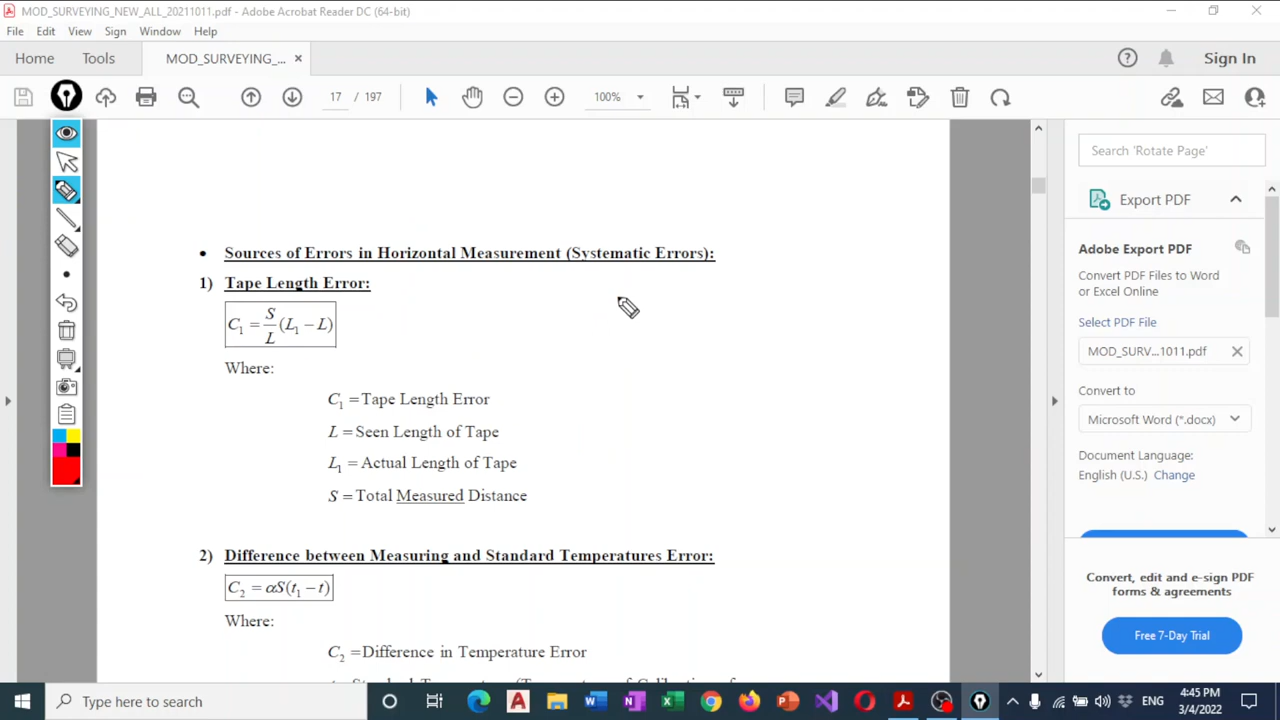 MOD_SURVEYING_NEW_ALL_20211011.pdf - Adobe Acrobat Reader DC (64-bit)
File Edit View Sign Window Help
Home Tools MOD_SURVEYING_... × Sign In
17 / 197 100%
• Sources of Errors in Horizontal Measurement (Systematic Errors):
1) Tape Length Error:
C₁ = S/L (L₁ − L)
Where:
C₁ =Tape Length Error
L = Seen Length of Tape
L₁ = Actual Length of Tape
S = Total Measured Distance
2) Difference between Measuring and Standard Temperatures Error:
C₂ = αS(t₁ − t)
Where:
C₂ =Difference in Temperature Error
Search 'Rotate Page'
Export PDF
Adobe Export PDF
Convert PDF Files to Word
or Excel Online
Select PDF File
MOD_SURV...1011.pdf
Convert to
Microsoft Word (*.docx)
Document Language:
English (U.S.) Change
Convert, edit and e-sign PDF
forms & agreements
Free 7-Day Trial
Type here to search
ENG
4:45 PM
3/4/2022